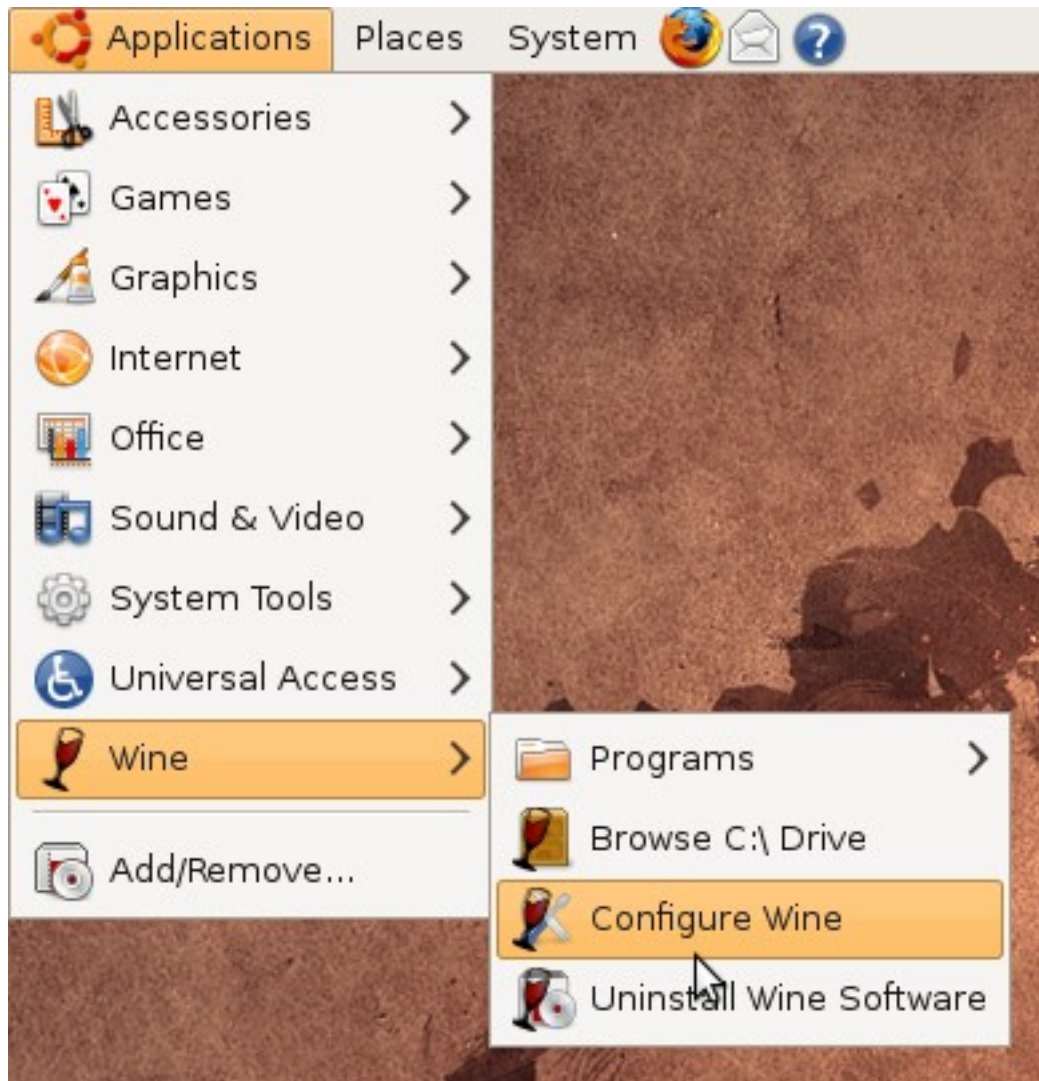 Applications Places System
Accessories
Games
Graphics
Internet
Office
Sound & Video
System Tools
Universal Access
Wine
Add/Remove...
Programs
Browse C:\ Drive
Configure Wine
Uninstall Wine Software